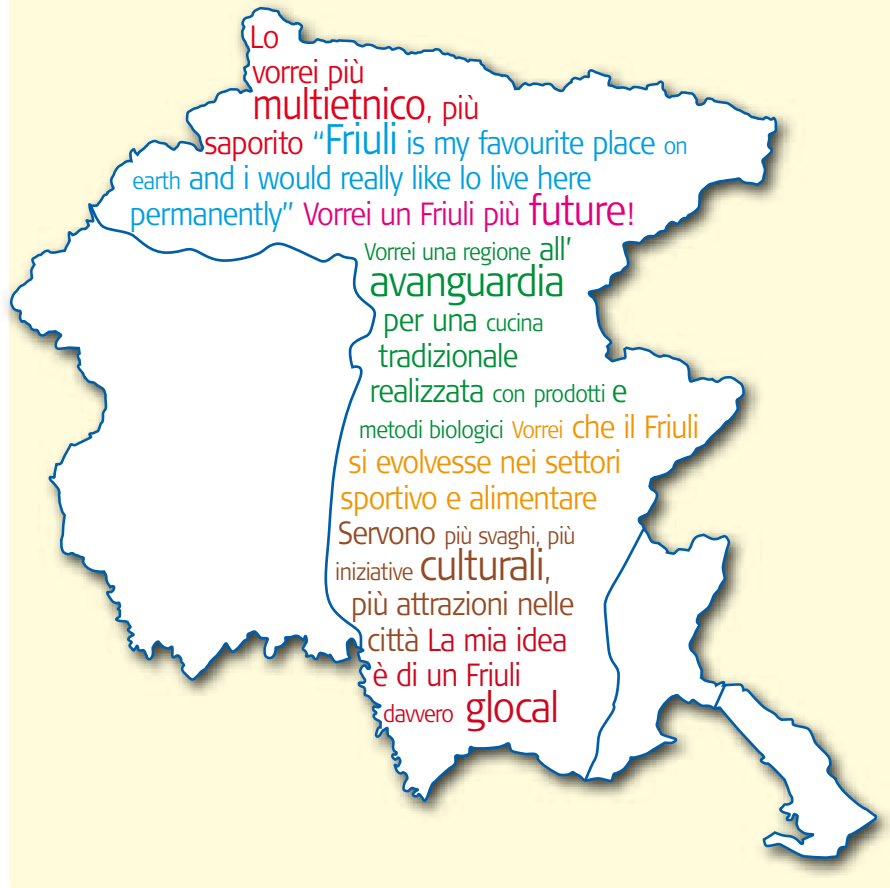 Lo
vorrei più
multietnico, più
saporito “Friuli is my favourite place on
earth and i would really like lo live here
permanently” Vorrei un Friuli più future!
Vorrei una regione all’
avanguardia
per una cucina
tradizionale
realizzata con prodotti e
metodi biologici Vorrei che il Friuli
si evolvesse nei settori
sportivo e alimentare
Servono più svaghi, più
iniziative culturali,
più attrazioni nelle
città La mia idea
è di un Friuli
davvero glocal